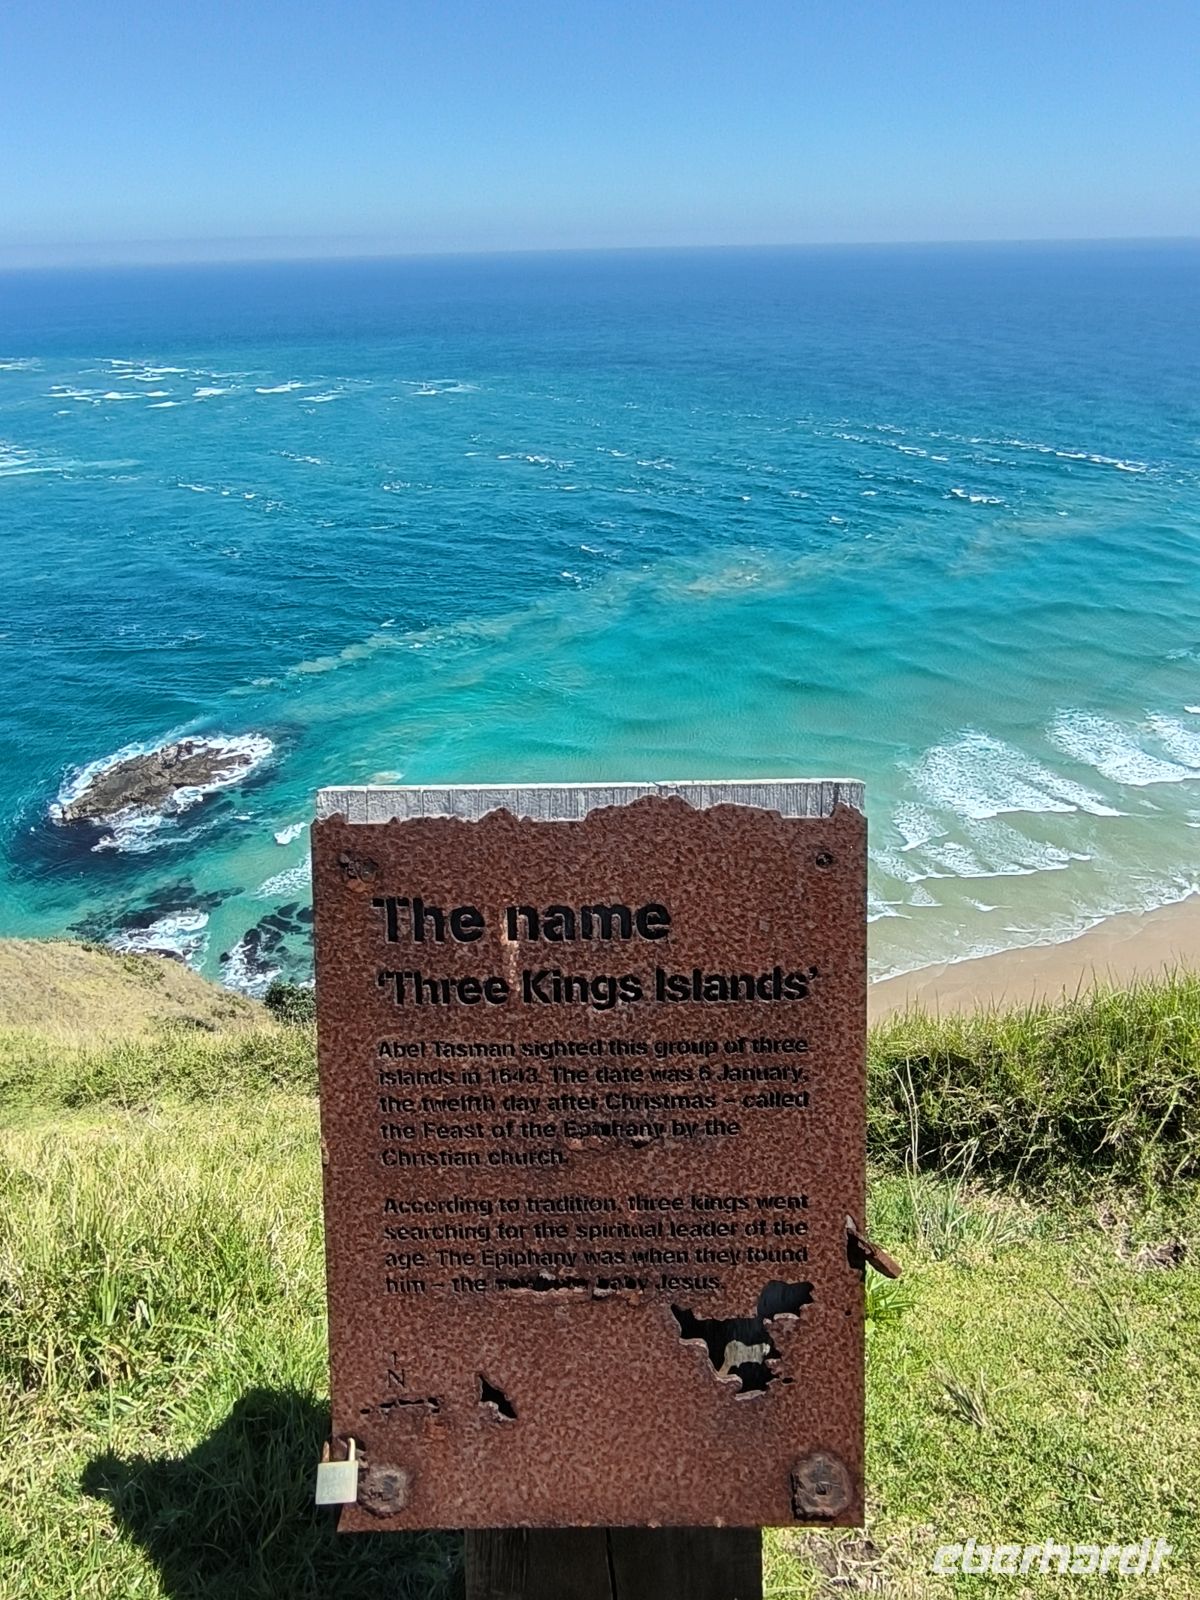 The name
'Three Kings Islands'
Abel Tasman sighted this group of three
islands in 1643. The date was 6 January,
the twelfth day after Christmas – called
the Feast of the Epiphany by the
Christian church.
According to tradition, three kings went
searching for the spiritual leader of the
age. The Epiphany was when they found
him – the newborn baby Jesus.
N
eberhardt